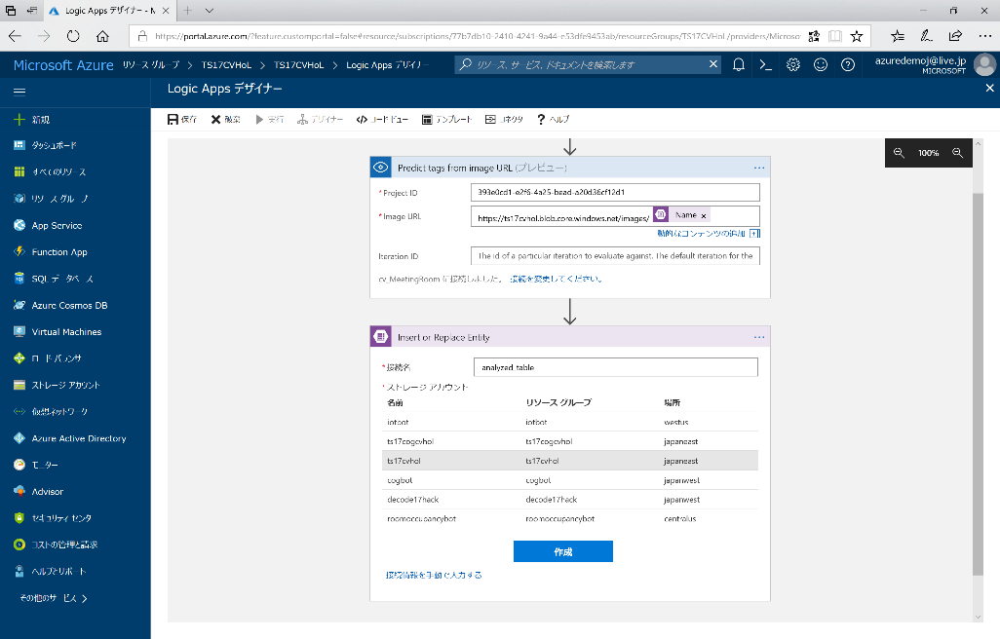 Logic Apps デザイナー - M
https://portal.azure.com/?feature.customportal=false#resource/subscriptions/77b7db10-2410-4241-9a44-e53dfe9453ab/resourceGroups/TS17CVHoL/providers/Microso
Microsoft Azure リソース グループ > TS17CVHoL > TS17CVHoL > Logic Apps デザイナー
リソース、サービス、ドキュメントを検索します
azuredemoj@live.jp
MICROSOFT
Logic Apps デザイナー
保存 破棄 実行 デザイナー コード ビュー テンプレート コネクタ ヘルプ
新規
ダッシュボード
すべてのリソース
リソース グループ
App Service
Function App
SQL データベース
Azure Cosmos DB
Virtual Machines
ロード バランサー
ストレージ アカウント
仮想ネットワーク
Azure Active Directory
モニター
Advisor
セキュリティ センター
コストの管理と請求
ヘルプとサポート
その他のサービス >
100%
Predict tags from image URL (プレビュー)
* Project ID
393e0cd1-e2f6-4a25-bead-a20d36cf12d1
* Image URL
https://ts17cvhol.blob.core.windows.net/images/ Name x
動的なコンテンツの追加
Iteration ID
The id of a particular iteration to evaluate against. The default iteration for the
cv_MeetingRoom に接続しました。 接続を変更してください。
Insert or Replace Entity
* 接続名
analyzed_table
* ストレージ アカウント
名前 リソース グループ 場所
iotbot iotbot westus
ts17cogcvhol ts17cogcvhol japaneast
ts17cvhol ts17cvhol japaneast
cogbot cogbot japanwest
decode17hack decode17hack japanwest
roomoccupancybot roomoccupancybot centralus
作成
接続情報を手動で入力する